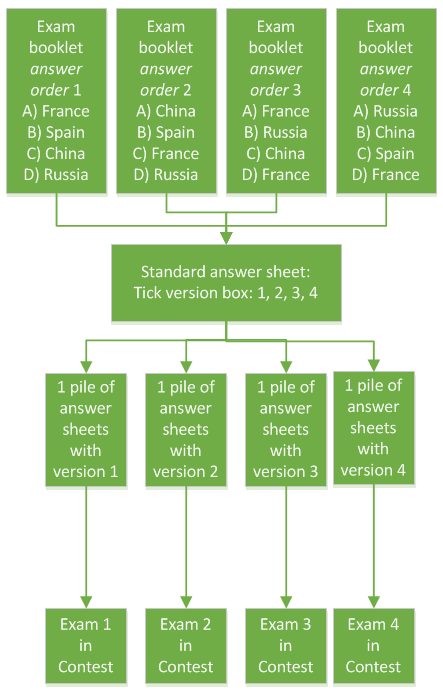 Exam
booklet
answer
order 1
A) France
B) Spain
C) China
D) Russia
Exam
booklet
answer
order 2
A) China
B) Spain
C) France
D) Russia
Exam
booklet
answer
order 3
A) France
B) Russia
C) China
D) France
Exam
booklet
answer
order 4
A) Russia
B) China
C) Spain
D) France
Standard answer sheet:
Tick version box: 1, 2, 3, 4
1 pile of
answer
sheets
with
version 1
1 pile of
answer
sheets
with
version 2
1 pile of
answer
sheets
with
version 3
1 pile of
answer
sheets
with
version 4
Exam 1
in
Contest
Exam 2
in
Contest
Exam 3
in
Contest
Exam 4
in
Contest